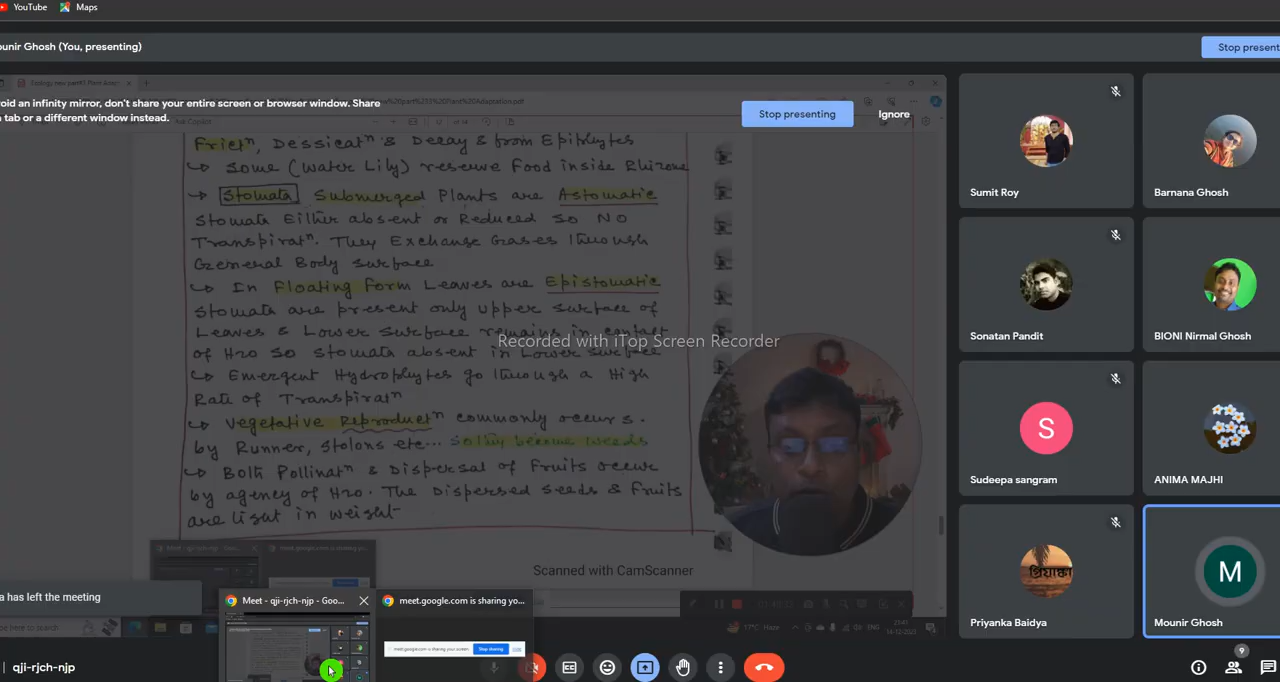 YouTube
Maps
ounir Ghosh (You, presenting)
Stop present
oid an infinity mirror, don't share your entire screen or browser window. Share
a tab or a different window instead.
Stop presenting
Ignore
Frictn, Dessicatn & Decay & from Epiphytes
↳ Some (Water Lily) reserve Food inside Rhizome
→ Stomata Submerged Plants are Astomatic
Stomata Either absent or Reduced so NO
Transpiratn. They Exchange Gases through
General Body surface
↳ In Floating Form Leaves are Epistomatic
Stomata are present only upper surface of
Leaves & Lower surface remains in contact
of H2O so stomata absent in Lower surface
Recorded with iTop Screen Recorder
↳ Emergent Hydrophytes go through a High
Rate of Transpiratn
↳ Vegetative Reproductn commonly occurs
by Runner, Stolons etc...
↳ Both Pollinatn & Dispersal of Fruits occur
by agency of H2O. The Dispersed Seeds & Fruits
are light in weight
Scanned with CamScanner
a has left the meeting
Meet - qji-rjch-njp - Goo...
meet.google.com is sharing yo...
Stop sharing
17°C Haze
ENG
qji-rjch-njp
Sumit Roy
Barnana Ghosh
Sonatan Pandit
BIONI Nirmal Ghosh
S
Sudeepa sangram
ANIMA MAJHI
প্রিয়াঙ্কা
Priyanka Baidya
M
Mounir Ghosh
9